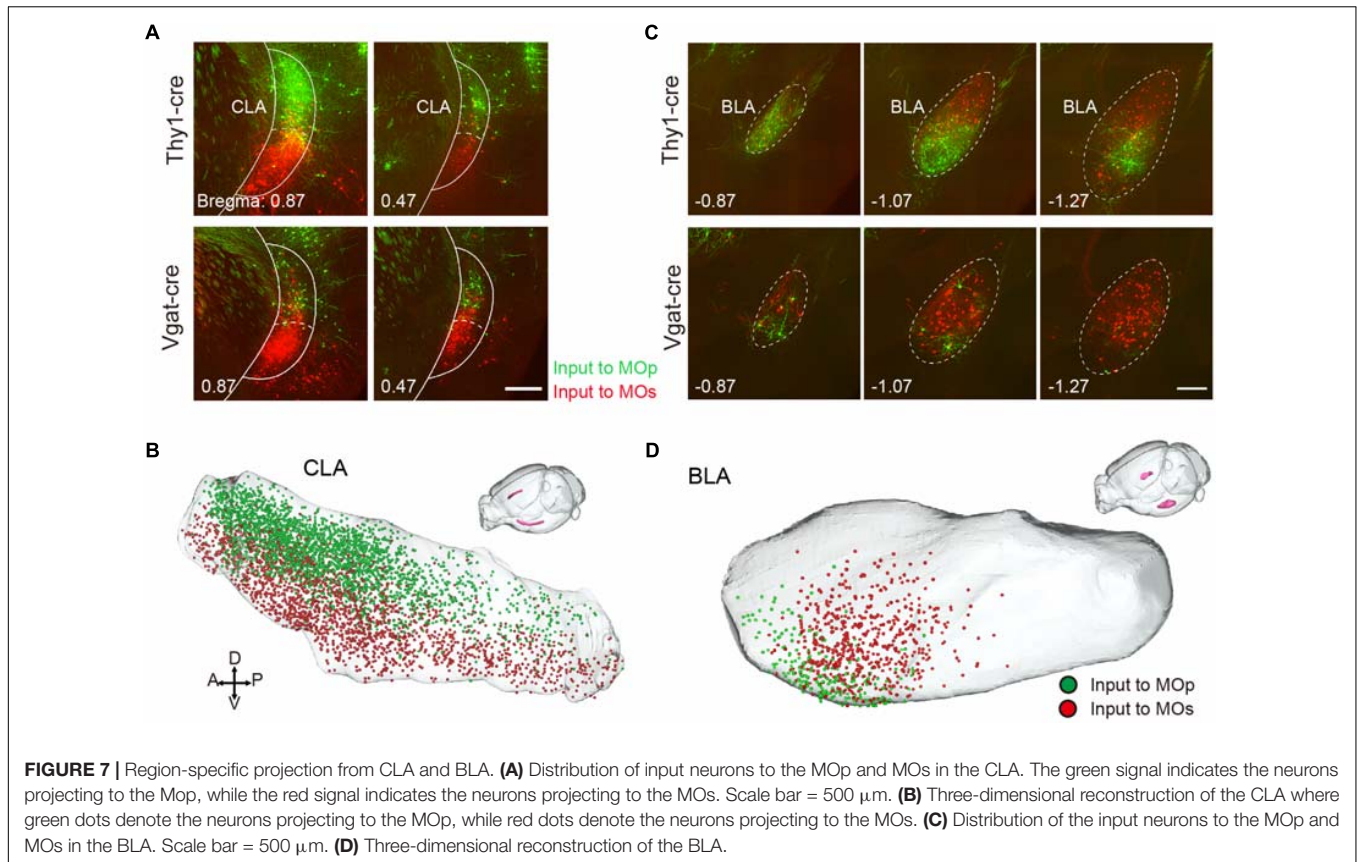 A
C
Thy1-cre
CLA
CLA
Bregma: 0.87
0.47
Vgat-cre
0.87
0.47
Input to MOp
Input to MOs
Thy1-cre
BLA
BLA
BLA
-0.87
-1.07
-1.27
Vgat-cre
-0.87
-1.07
-1.27
B
CLA
D
A P
V
D
BLA
Input to MOp
Input to MOs
FIGURE 7 | Region-specific projection from CLA and BLA. (A) Distribution of input neurons to the MOp and MOs in the CLA. The green signal indicates the neurons
projecting to the Mop, while the red signal indicates the neurons projecting to the MOs. Scale bar = 500 μm. (B) Three-dimensional reconstruction of the CLA where
green dots denote the neurons projecting to the MOp, while red dots denote the neurons projecting to the MOs. (C) Distribution of the input neurons to the MOp and
MOs in the BLA. Scale bar = 500 μm. (D) Three-dimensional reconstruction of the BLA.